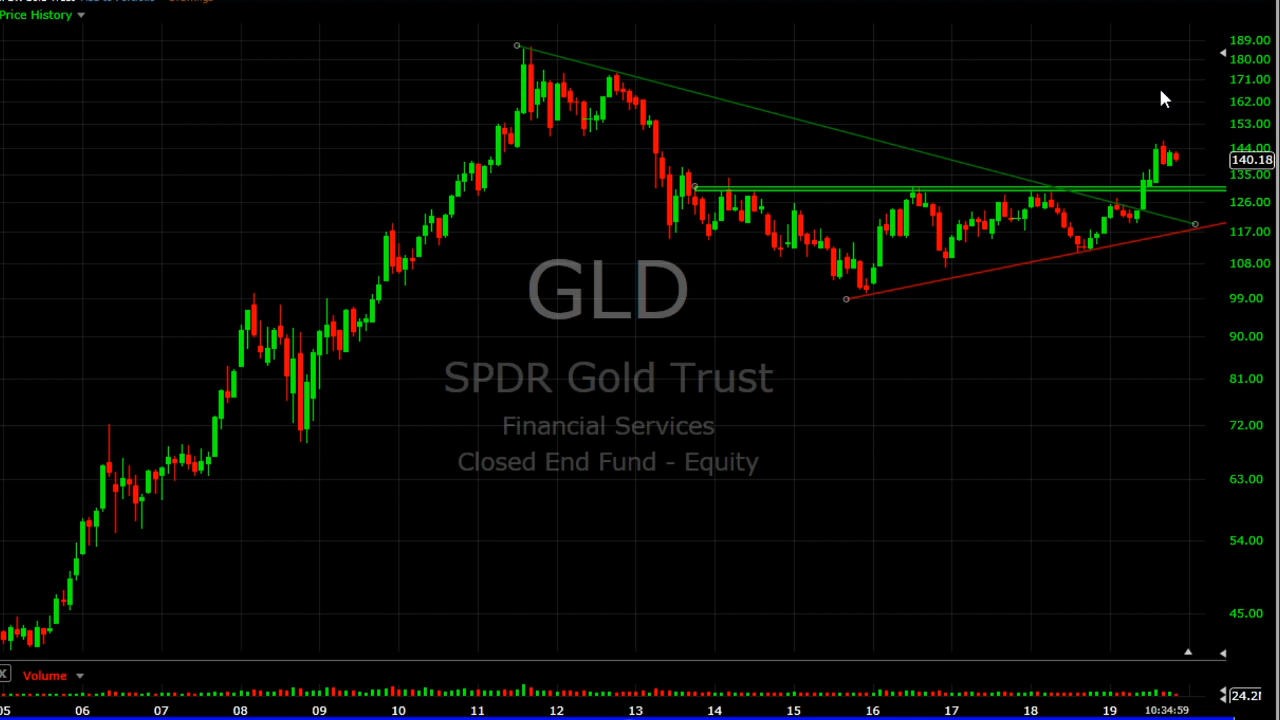 Price History
189.00
180.00
171.00
162.00
153.00
144.00
140.18
135.00
126.00
117.00
108.00
99.00
90.00
81.00
72.00
63.00
54.00
45.00
GLD
SPDR Gold Trust
Financial Services
Closed End Fund - Equity
X Volume
24.2
05 06 07 08 09 10 11 12 13 14 15 16 17 18 19 10:34:59